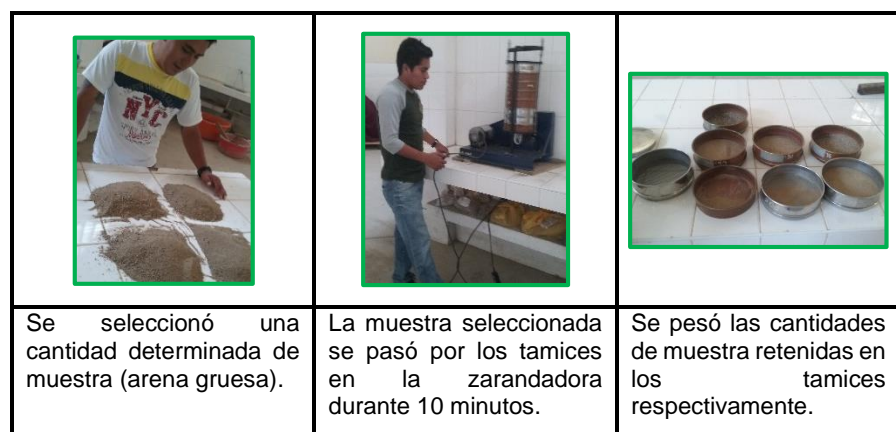 NYC
Se seleccionó una
cantidad determinada de
muestra (arena gruesa).
La muestra seleccionada
se pasó por los tamices
en la zarandadora
durante 10 minutos.
Se pesó las cantidades
de muestra retenidas en
los tamices
respectivamente.